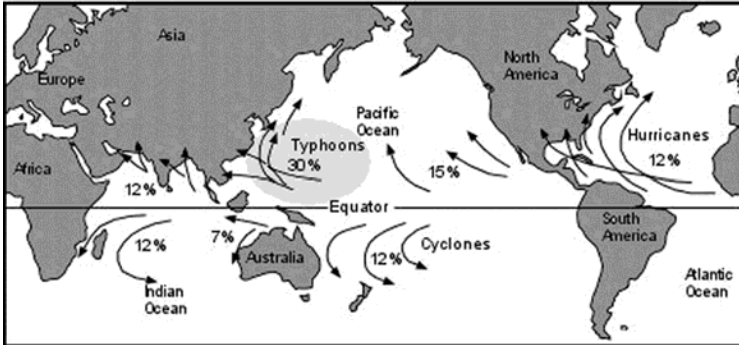 Asia
Europe
North
America
Pacific
Ocean
Typhoons
30%
Hurricanes
12%
Africa
12%
15%
Equator
South
America
12%
7%
Australia
12%
Cyclones
Indian
Ocean
Atlantic
Ocean